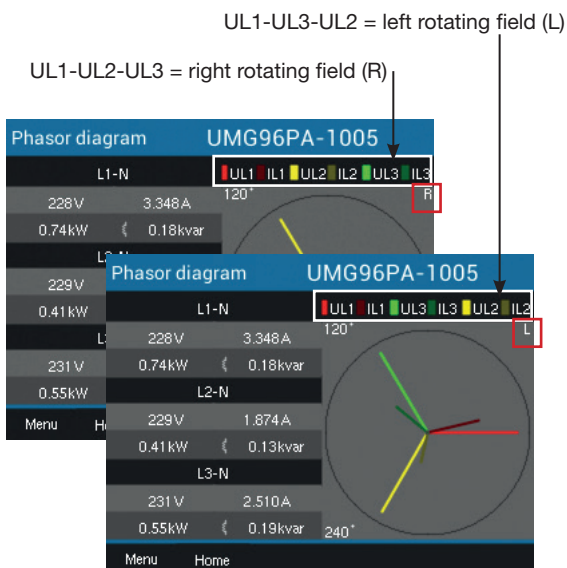 UL1-UL3-UL2 = left rotating field (L)
UL1-UL2-UL3 = right rotating field (R)
Phasor diagram UMG96PA-1005
L1-N UL1 IL1 UL2 IL2 UL3 IL3
120° R
228V 3.348A
0.74kW 0.18kvar
229V
0.41kW
231V
0.55kW
Menu
Phasor diagram UMG96PA-1005
L1-N UL1 IL1 UL3 IL3 UL2 IL2
120° L
228V 3.348A
0.74kW 0.18kvar
L2-N
229V 1.874A
0.41kW 0.13kvar
L3-N
231V 2.510A
0.55kW 0.19kvar
240°
Menu Home